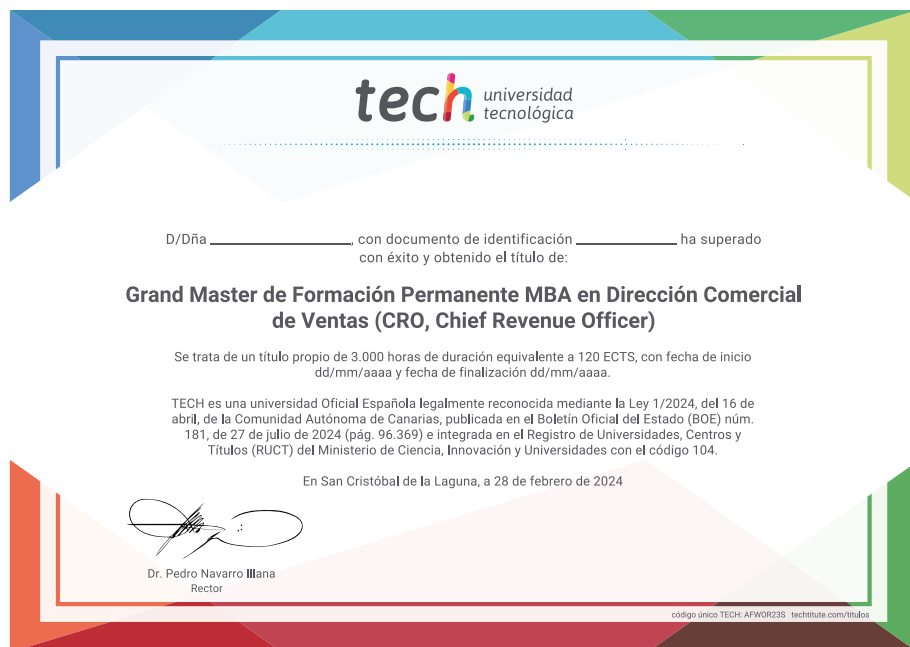 tech universidad
tecnológica
D/Dña ________________, con documento de identificación ____________ ha superado
con éxito y obtenido el título de:
Grand Master de Formación Permanente MBA en Dirección Comercial
de Ventas (CRO, Chief Revenue Officer)
Se trata de un título propio de 3.000 horas de duración equivalente a 120 ECTS, con fecha de inicio
dd/mm/aaaa y fecha de finalización dd/mm/aaaa.
TECH es una universidad Oficial Española legalmente reconocida mediante la Ley 1/2024, del 16 de
abril, de la Comunidad Autónoma de Canarias, publicada en el Boletín Oficial del Estado (BOE) núm.
181, de 27 de julio de 2024 (pág. 96.369) e integrada en el Registro de Universidades, Centros y
Títulos (RUCT) del Ministerio de Ciencia, Innovación y Universidades con el código 104.
En San Cristóbal de la Laguna, a 28 de febrero de 2024
Dr. Pedro Navarro Illana
Rector
código único TECH: AFWOR23S techtitute.com/titulos